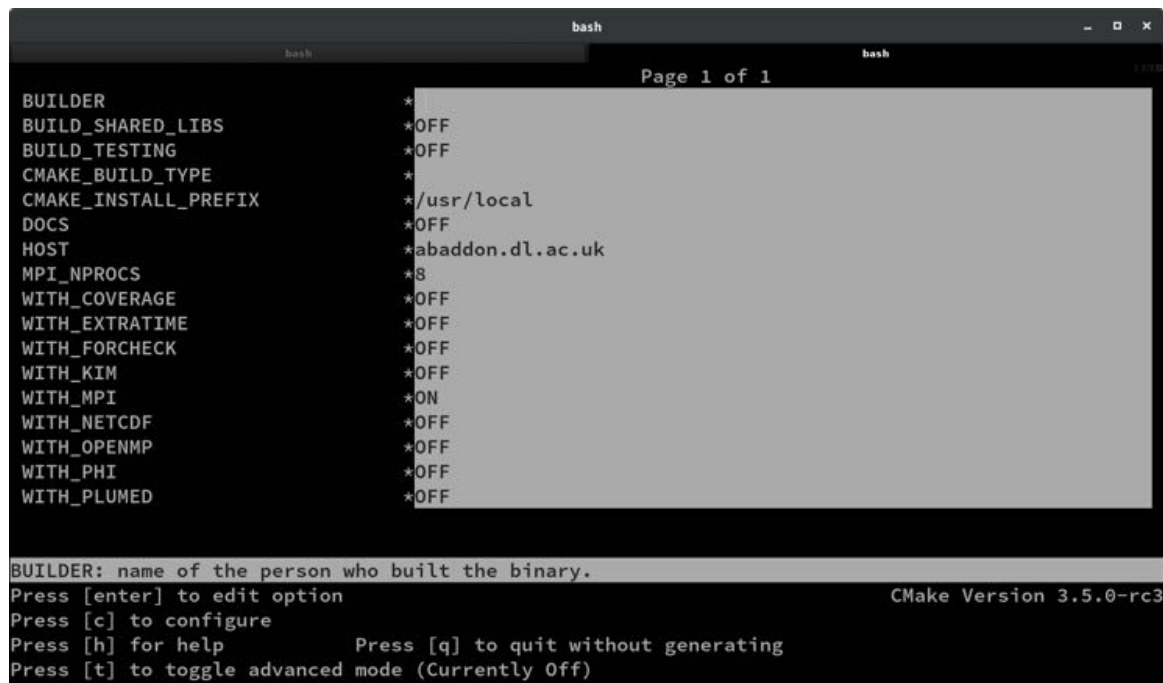 bash
bash bash
Page 1 of 1
BUILDER *
BUILD_SHARED_LIBS *OFF
BUILD_TESTING *OFF
CMAKE_BUILD_TYPE *
CMAKE_INSTALL_PREFIX */usr/local
DOCS *OFF
HOST *abaddon.dl.ac.uk
MPI_NPROCS *8
WITH_COVERAGE *OFF
WITH_EXTRATIME *OFF
WITH_FORCHECK *OFF
WITH_KIM *OFF
WITH_MPI *ON
WITH_NETCDF *OFF
WITH_OPENMP *OFF
WITH_PHI *OFF
WITH_PLUMED *OFF
BUILDER: name of the person who built the binary.
Press [enter] to edit option CMake Version 3.5.0-rc3
Press [c] to configure
Press [h] for help Press [q] to quit without generating
Press [t] to toggle advanced mode (Currently Off)